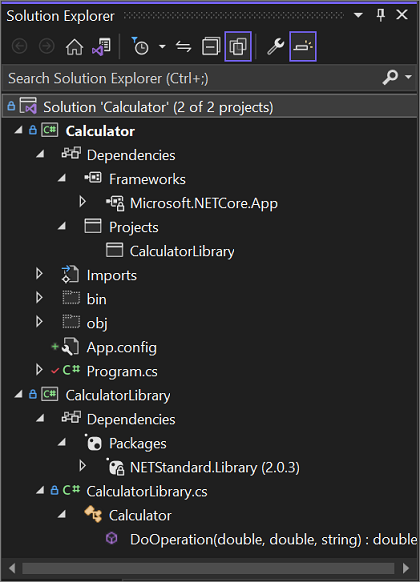 Solution Explorer
Search Solution Explorer (Ctrl+;)
Solution 'Calculator' (2 of 2 projects)
C# Calculator
Dependencies
Frameworks
Microsoft.NETCore.App
Projects
CalculatorLibrary
Imports
bin
obj
App.config
C# Program.cs
C# CalculatorLibrary
Dependencies
Packages
NETStandard.Library (2.0.3)
C# CalculatorLibrary.cs
Calculator
DoOperation(double, double, string) : double